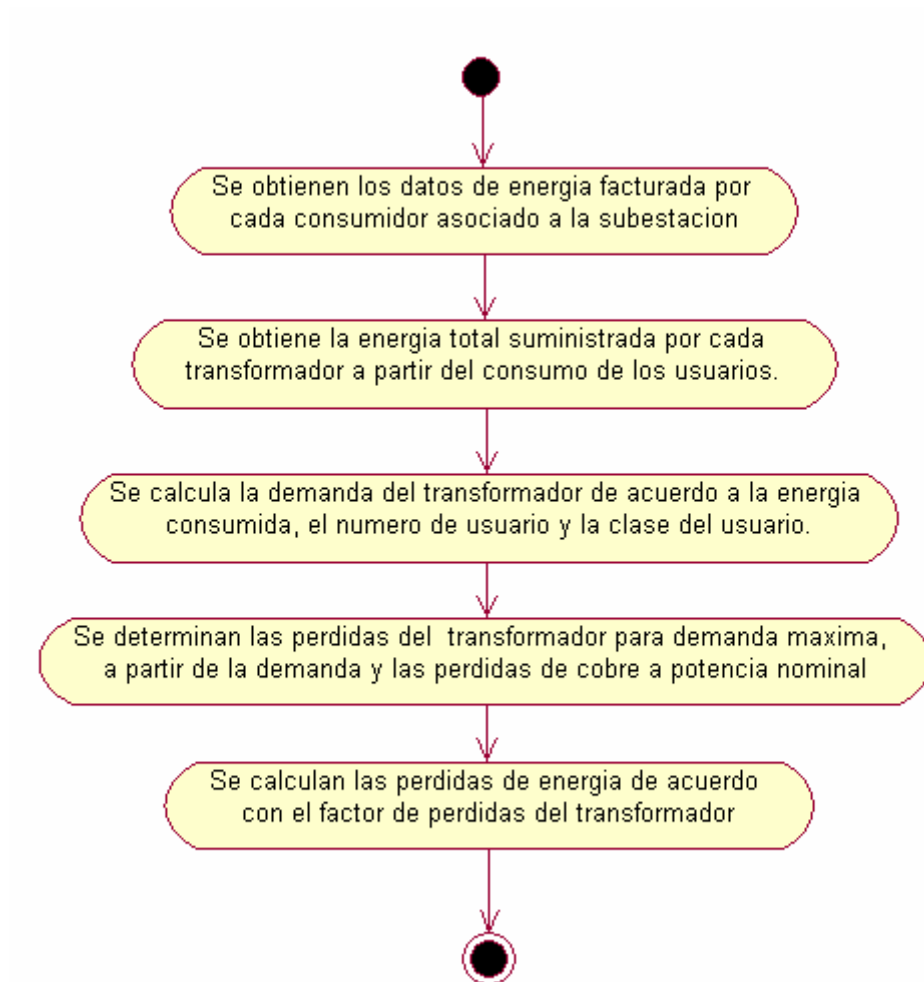 Se obtienen los datos de energia facturada por
cada consumidor asociado a la subestacion
Se obtiene la energia total suministrada por cada
transformador a partir del consumo de los usuarios.
Se calcula la demanda del transformador de acuerdo a la energia
consumida, el numero de usuario y la clase del usuario.
Se determinan las perdidas del  transformador para demanda maxima,
a partir de la demanda y las perdidas de cobre a potencia nominal
Se calculan las perdidas de energia de acuerdo
con el factor de perdidas del transformador